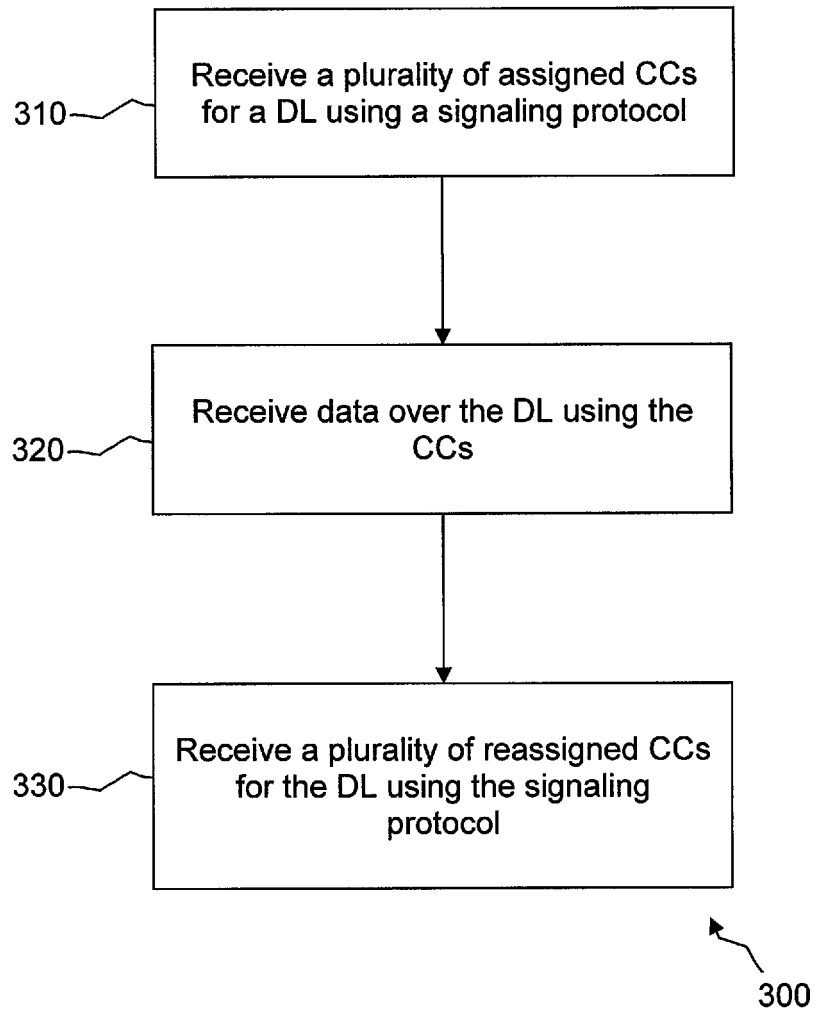 Receive a plurality of assigned CCs
for a DL using a signaling protocol
310
Receive data over the DL using the
CCs
320
Receive a plurality of reassigned CCs
for the DL using the signaling
protocol
330
300